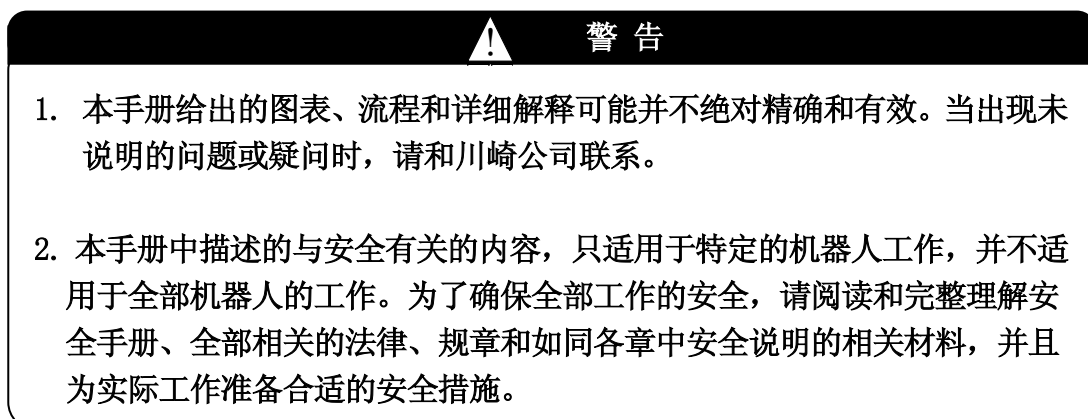 ! 警 告
1. 本手册给出的图表、流程和详细解释可能并不绝对精确和有效。当出现未
说明的问题或疑问时，请和川崎公司联系。
2. 本手册中描述的与安全有关的内容，只适用于特定的机器人工作，并不适
用于全部机器人的工作。为了确保全部工作的安全，请阅读和完整理解安
全手册、全部相关的法律、规章和如同各章中安全说明的相关材料，并且
为实际工作准备合适的安全措施。